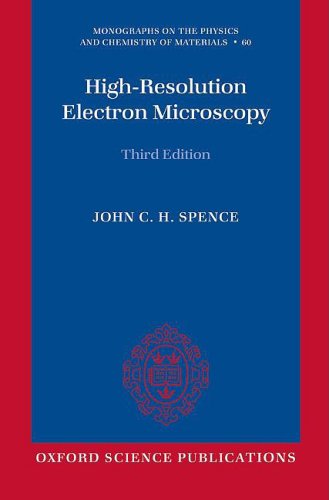 MONOGRAPHS ON THE PHYSICS
AND CHEMISTRY OF MATERIALS • 60
High-Resolution
Electron Microscopy
Third Edition
JOHN C. H. SPENCE
OXFORD SCIENCE PUBLICATIONS